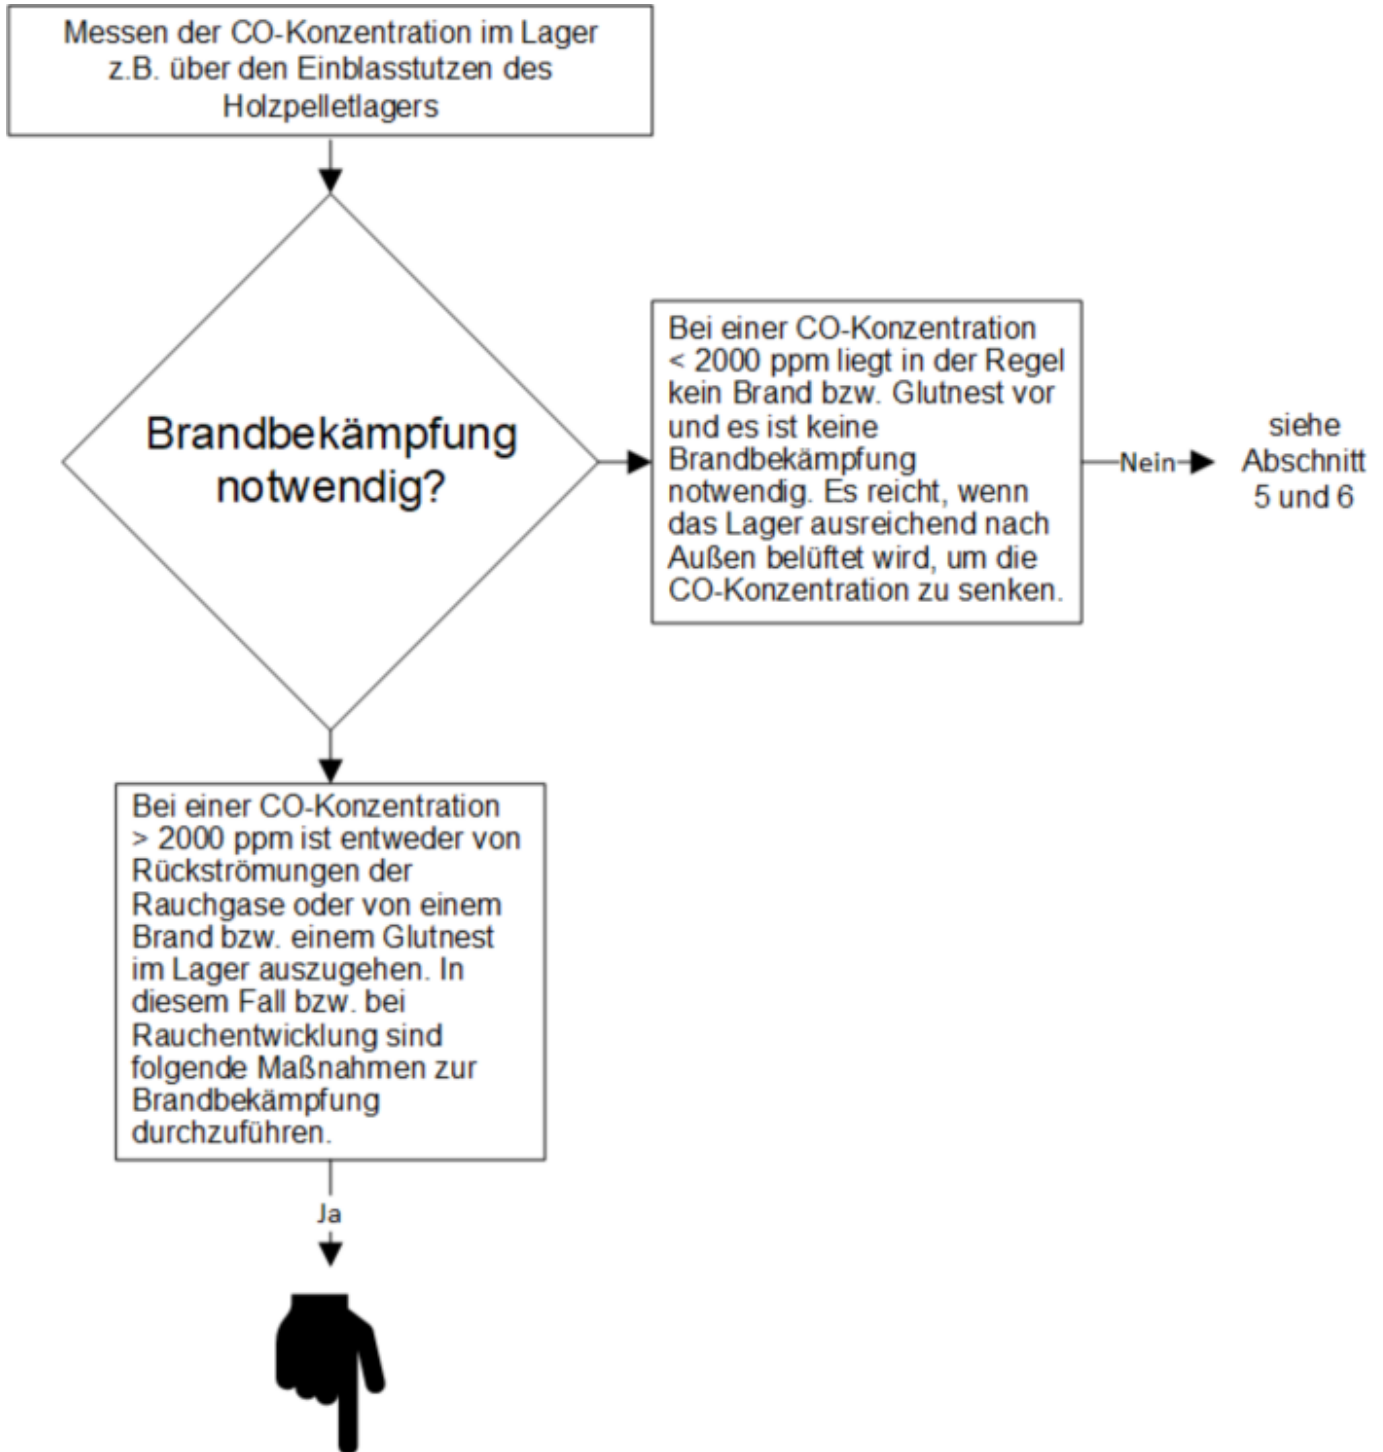 Messen der CO-Konzentration im Lager
z.B. über den Einblasstutzen des
Holzpelletlagers
Brandbekämpfung
notwendig?
Bei einer CO-Konzentration
< 2000 ppm liegt in der Regel
kein Brand bzw. Glutnest vor
und es ist keine
Brandbekämpfung
notwendig. Es reicht, wenn
das Lager ausreichend nach
Außen belüftet wird, um die
CO-Konzentration zu senken.
Nein
siehe
Abschnitt
5 und 6
Bei einer CO-Konzentration
> 2000 ppm ist entweder von
Rückströmungen der
Rauchgase oder von einem
Brand bzw. einem Glutnest
im Lager auszugehen. In
diesem Fall bzw. bei
Rauchentwicklung sind
folgende Maßnahmen zur
Brandbekämpfung
durchzuführen.
Ja